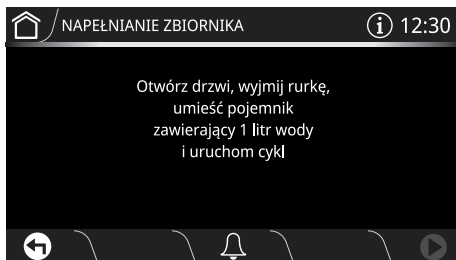 NAPEŁNIANIE ZBIORNIKA
12:30
Otwórz drzwi, wyjmij rurkę,
umieść pojemnik
zawierający 1 litr wody
i uruchom cykl